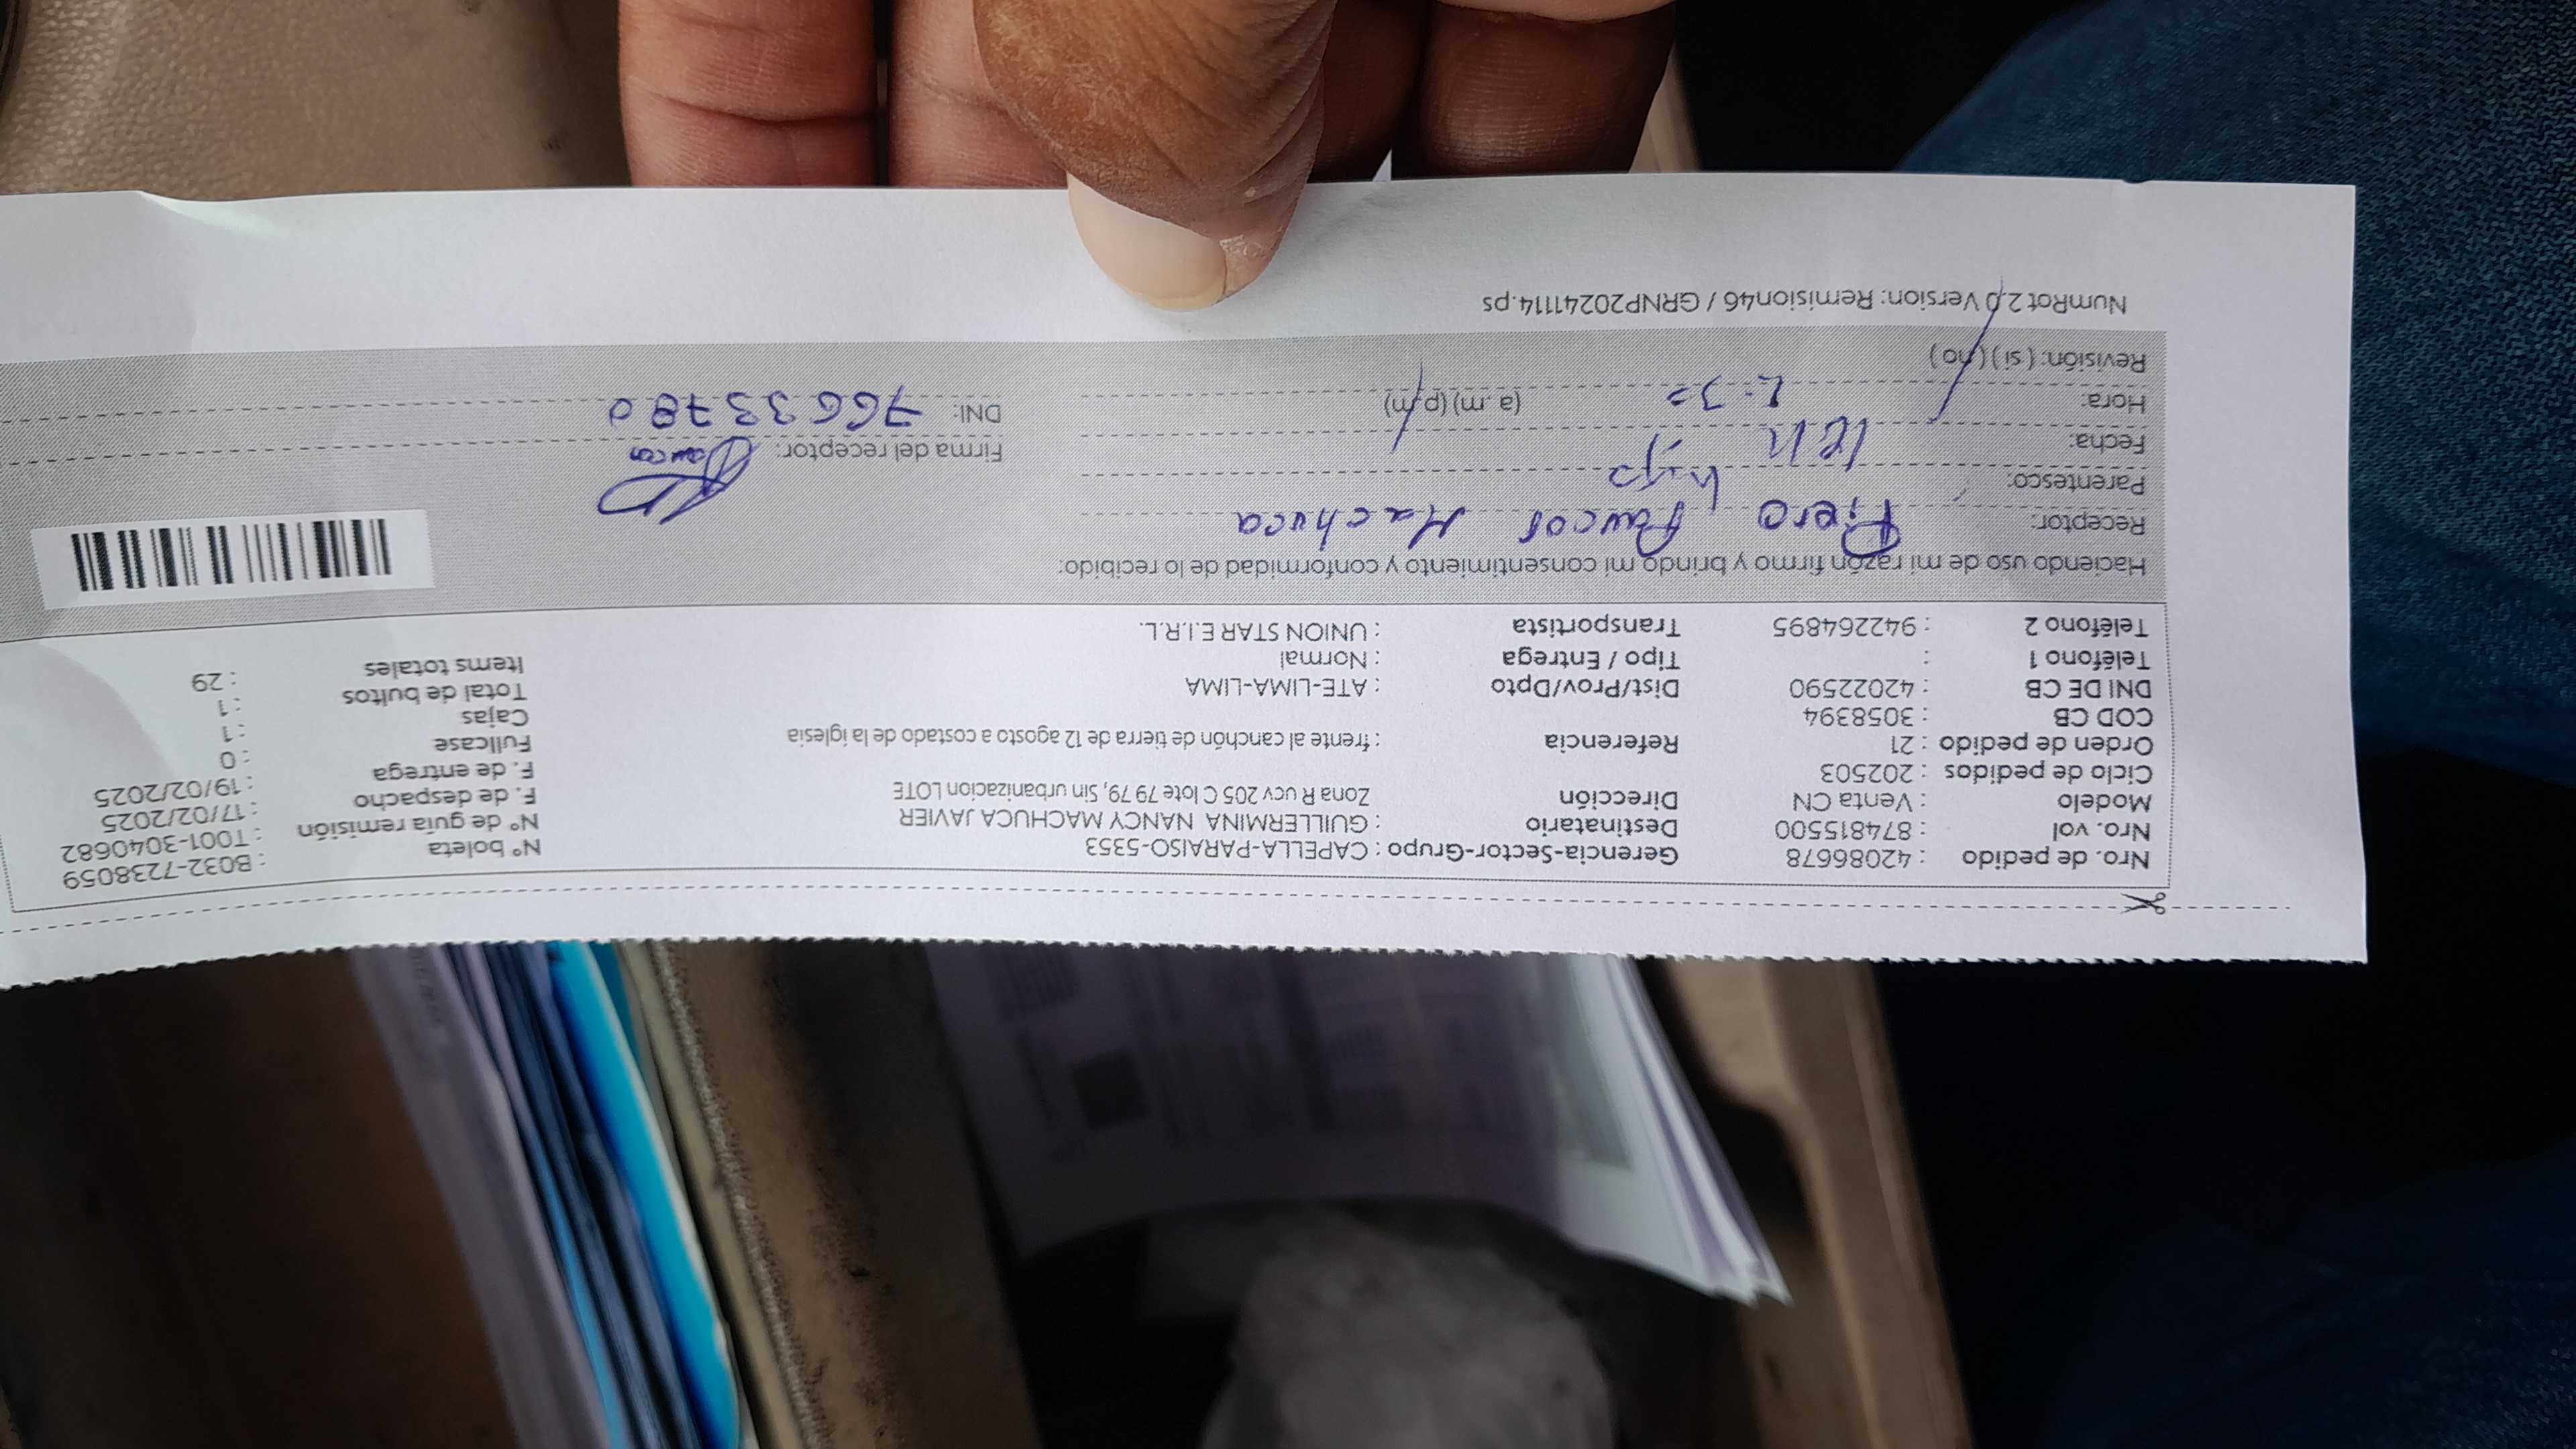 Nro. de pedido : 42086678 Gerencia-Sector-Grupo : CAPELLA-PARAISO-5353 N° boleta : B032-7238059
Nro. vol : 874815500 Destinatario : GUILLERMINA NANCY MACHUCA JAVIER N° de guía remisión : T001-3040682
Modelo : Venta CN Dirección Zona R ucv 205 C lote 79 79, Sin urbanizacion LOTE F. de despacho : 17/02/2025
Ciclo de pedidos : 202503 F. de entrega : 19/02/2025
Orden de pedido : 21 Referencia : frente al canchón de tierra de 12 agosto a costado de la iglesia Fullcase : 0
COD CB : 3058394 Cajas : 1
DNI DE CB : 42022590 Dist/Prov/Dpto : ATE-LIMA-LIMA Total de bultos : 1
Teléfono 1 : Tipo / Entrega : Normal Items totales : 29
Teléfono 2 : 942264895 Transportista : UNION STAR E.I.R.L.
Haciendo uso de mi razón firmo y brindo mi consentimiento y conformidad de lo recibido:
Receptor: Piero Paucar Machuca
Parentesco: hijo
Fecha: Firma del receptor: Paucar
Hora: (a.m) (p.m) DNI: 76633780
Revisión: ( si ) ( no )
NumRot 2.0 Version: Remision46 / GRNP20241114.ps